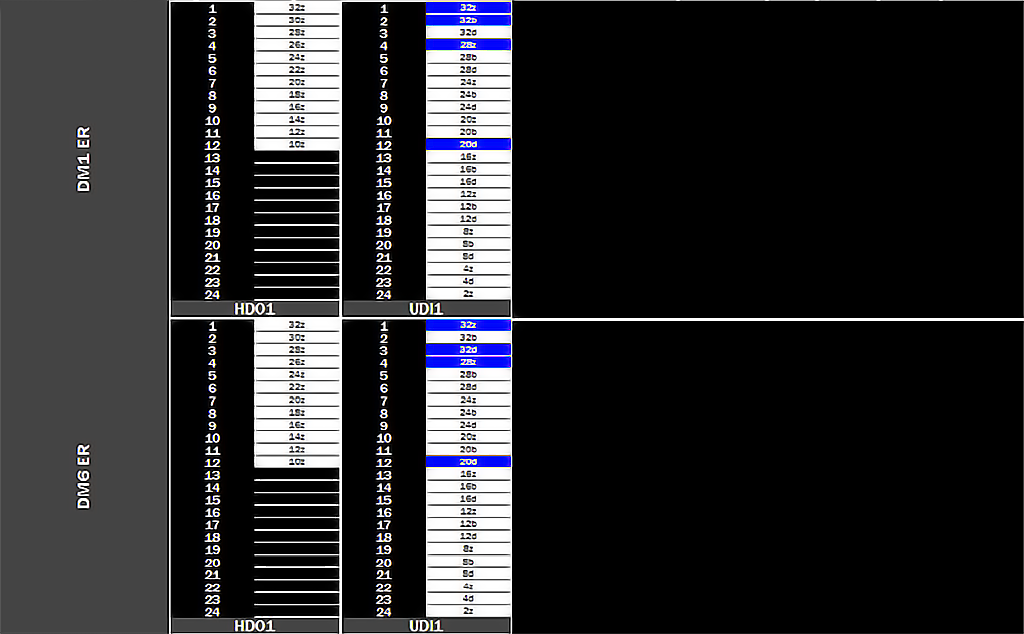 DM1 ER
1 32z 1 32z
2 30z 2 32b
3 28z 3 32d
4 26z 4 28z
5 24z 5 28b
6 22z 6 28d
7 20z 7 24z
8 18z 8 24b
9 16z 9 24d
10 14z 10 20z
11 12z 11 20b
12 10z 12 20d
13 13 16z
14 14 16b
15 15 16d
16 16 12z
17 17 12b
18 18 12d
19 19 8z
20 20 8b
21 21 8d
22 22 4z
23 23 4d
24 24 2z
HDO1 UDI1
DM6 ER
1 32z 1 32z
2 30z 2 32b
3 28z 3 32d
4 26z 4 28z
5 24z 5 28b
6 22z 6 28d
7 20z 7 24z
8 18z 8 24b
9 16z 9 24d
10 14z 10 20z
11 12z 11 20b
12 10z 12 20d
13 13 16z
14 14 16b
15 15 16d
16 16 12z
17 17 12b
18 18 12d
19 19 8z
20 20 8b
21 21 8d
22 22 4z
23 23 4d
24 24 2z
HDO1 UDI1